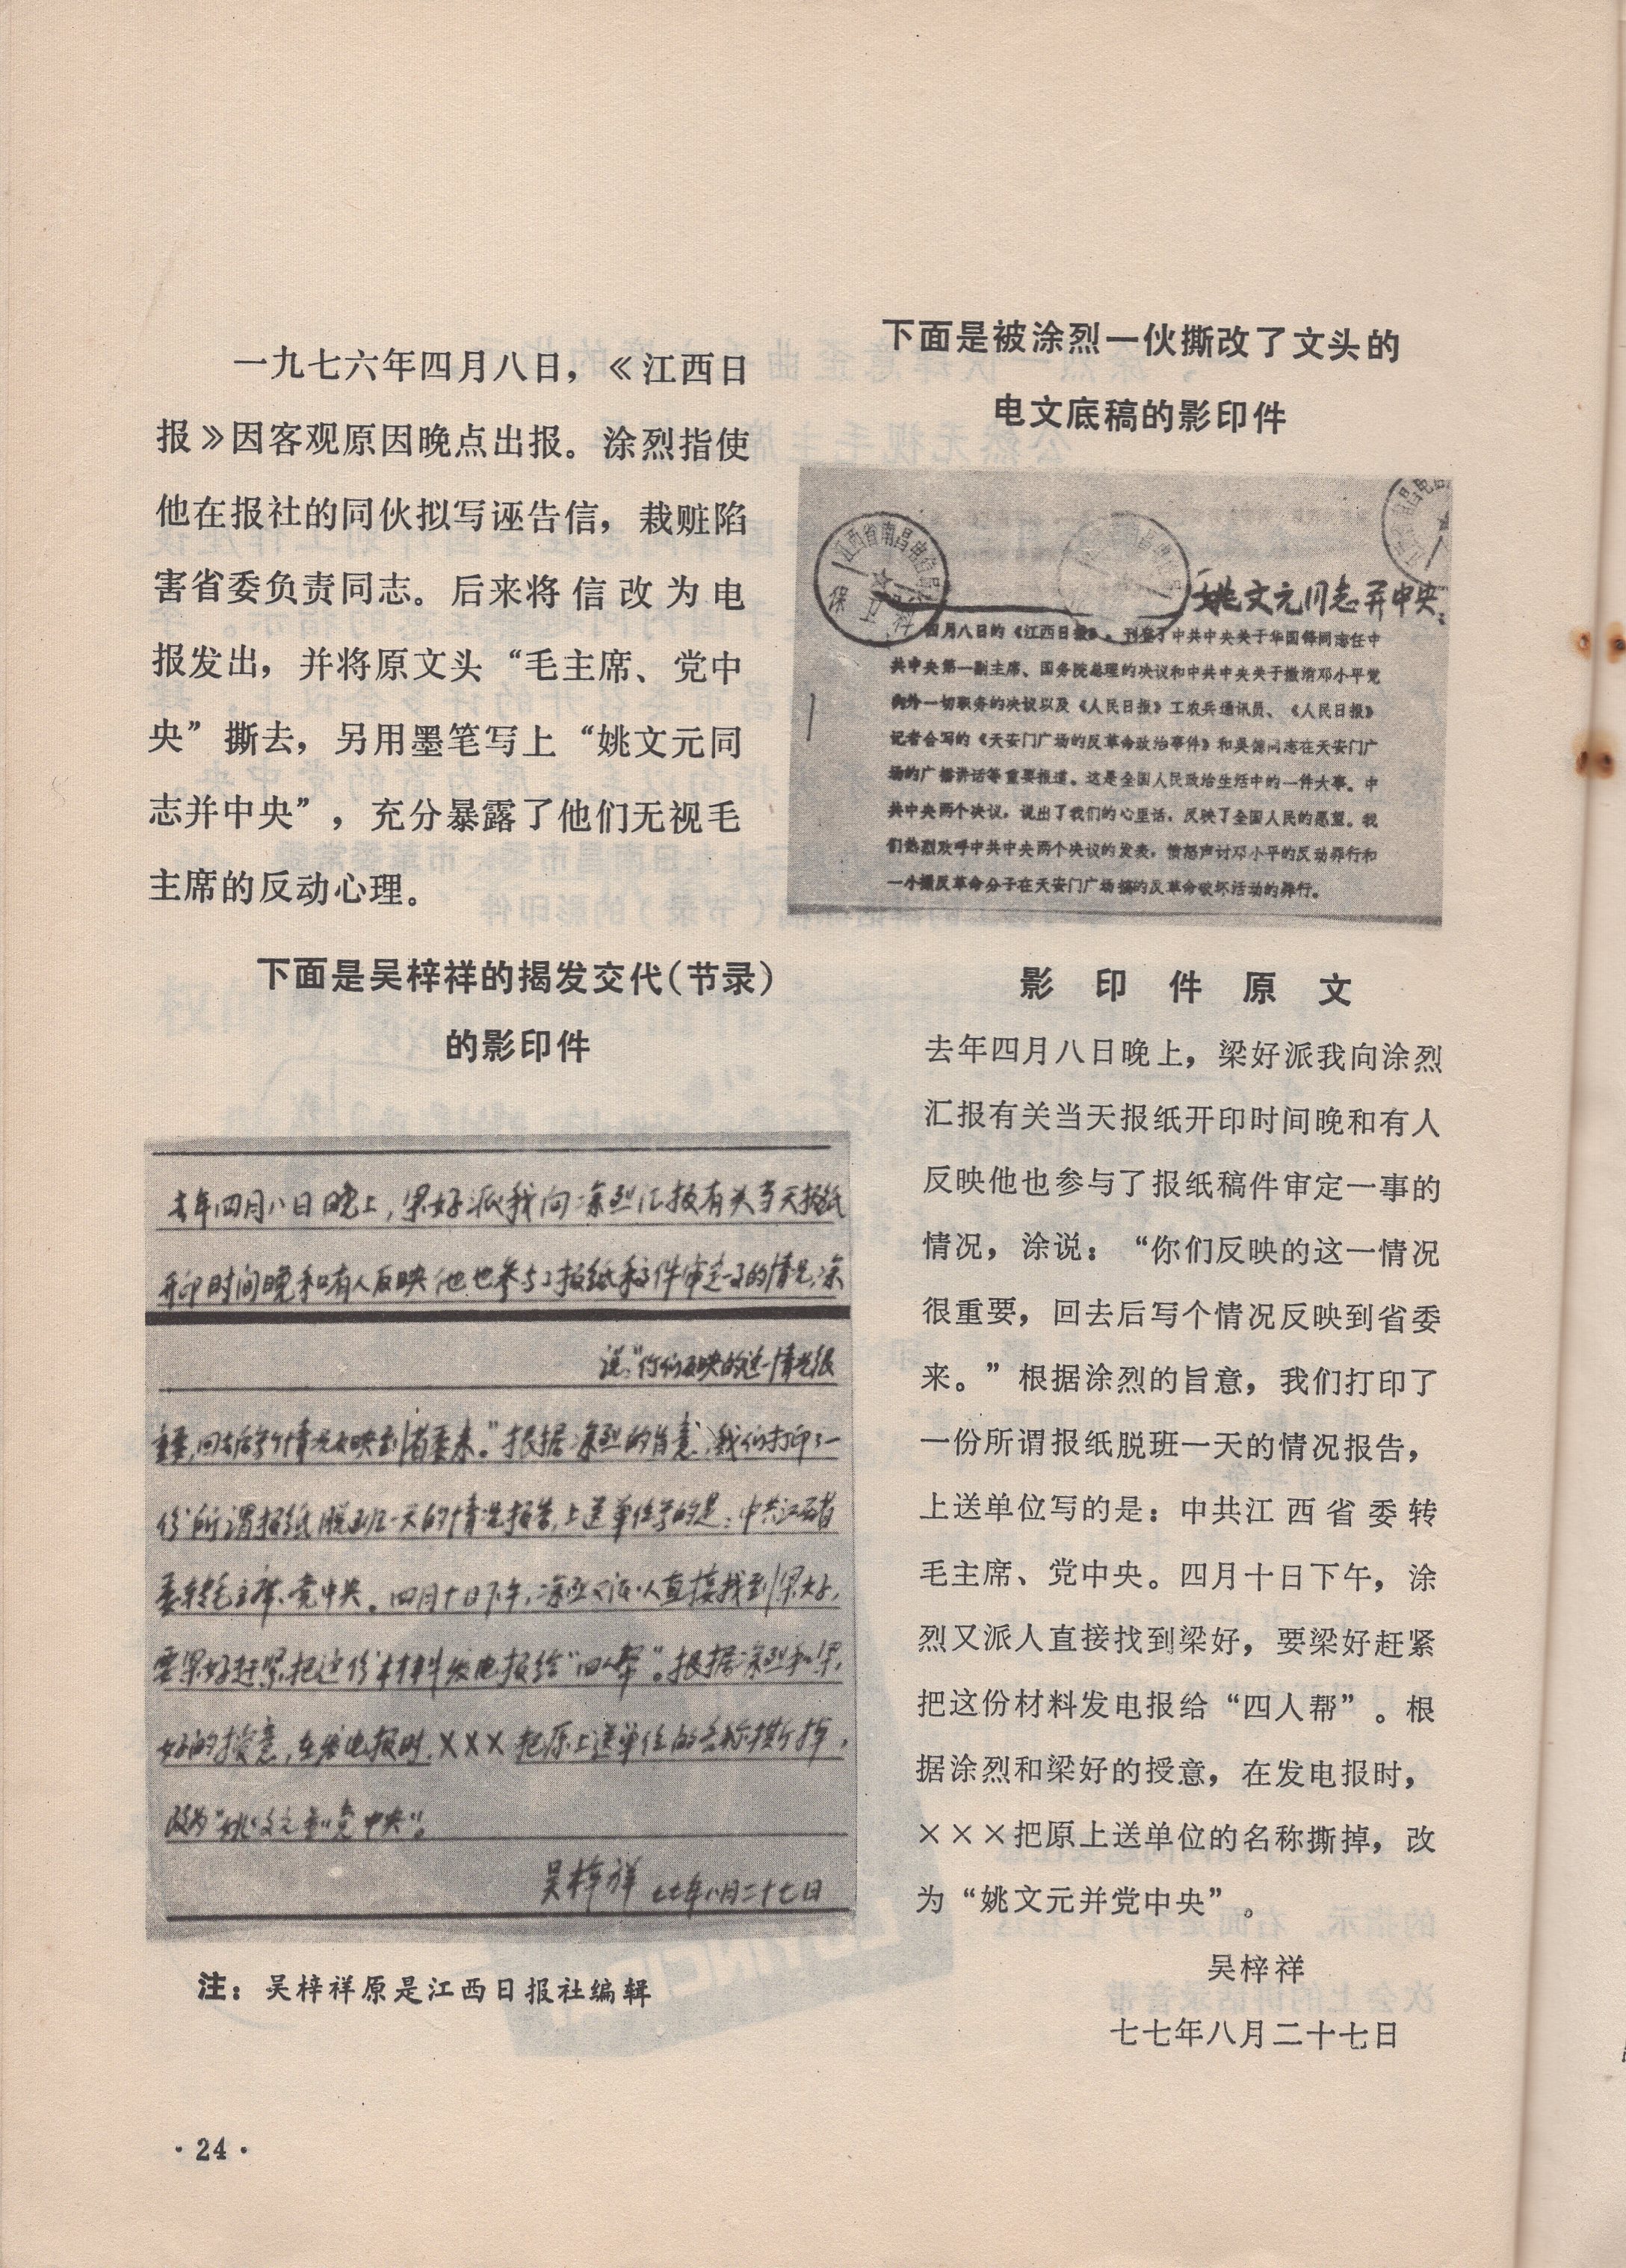 一九七六年四月八日，《江西日
报》因客观原因晚点出报。涂烈指使
他在报社的同伙拟写诬告信，栽赃陷
害省委负责同志。后来将信改为电
报发出，并将原文头“毛主席、党中
央”撕去，另用墨笔写上“姚文元同
志并中央”，充分暴露了他们无视毛
主席的反动心理。
下面是吴梓祥的揭发交代（节录）
的影印件
去年四月八日晚上，梁好派我向涂烈汇报有关当天报纸
开印时间晚和有人反映他也参与了报纸稿件审定一事的情况，涂
说：“你们反映的这一情况很
重要，回去后写个情况反映到省委来。”根据涂烈的旨意，我们打印了一
份所谓报纸脱班一天的情况报告，上送单位写的是：中共江西省
委转毛主席、党中央。四月十日下午，涂烈又派人直接找到梁好，
要梁好赶紧把这份材料发电报给“四人帮”。根据涂烈和梁
好的授意，在发电报时，×××把原上送单位的名称撕掉，
改为“姚文元并党中央”。
吴梓祥 七七年八月二十七日
注：吴梓祥原是江西日报社编辑
·24·
下面是被涂烈一伙撕改了文头的
电文底稿的影印件
江西省南昌电信局
保卫科
姚文元同志并中央：
四月八日的《江西日报》，刊登了中共中央关于华国锋同志任中
共中央第一副主席、国务院总理的决议和中共中央关于撤消邓小平党
内外一切职务的决议以及《人民日报》工农兵通讯员、《人民日报》
记者合写的《天安门广场的反革命政治事件》和吴德同志在天安门广
场的广播讲话等重要报道。这是全国人民政治生活中的一件大事。中
共中央两个决议，说出了我们的心里话，反映了全国人民的愿望。我
们热烈欢呼中共中央两个决议的发表，愤怒声讨邓小平的反动罪行和
一小撮反革命分子在天安门广场搞的反革命破坏活动的罪行。
影印件原文
去年四月八日晚上，梁好派我向涂烈
汇报有关当天报纸开印时间晚和有人
反映他也参与了报纸稿件审定一事的
情况，涂说：“你们反映的这一情况
很重要，回去后写个情况反映到省委
来。”根据涂烈的旨意，我们打印了
一份所谓报纸脱班一天的情况报告，
上送单位写的是：中共江西省委转
毛主席、党中央。四月十日下午，涂
烈又派人直接找到梁好，要梁好赶紧
把这份材料发电报给“四人帮”。根
据涂烈和梁好的授意，在发电报时，
×××把原上送单位的名称撕掉，改
为“姚文元并党中央”。
吴梓祥
七七年八月二十七日